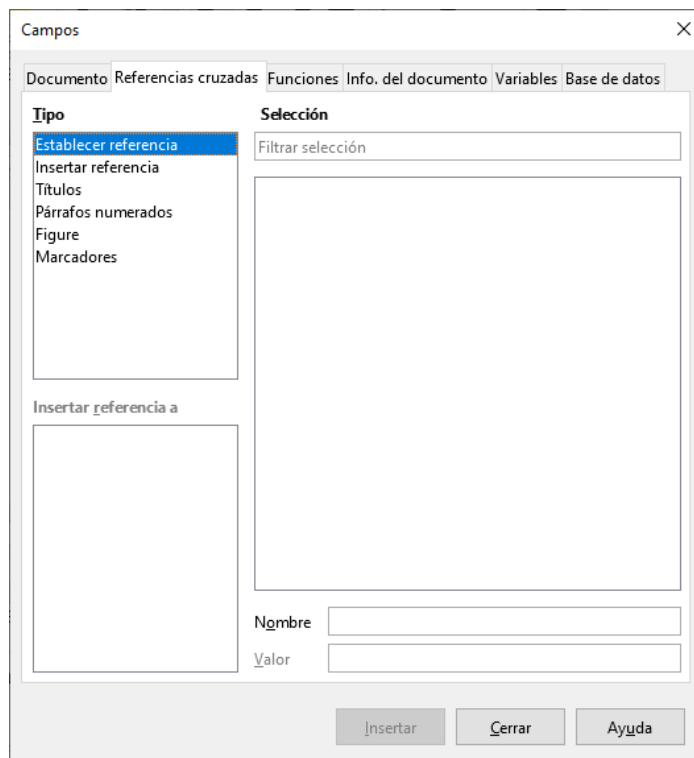 Campos
Documento Referencias cruzadas Funciones Info. del documento Variables Base de datos
Tipo
Establecer referencia
Insertar referencia
Títulos
Párrafos numerados
Figure
Marcadores
Insertar referencia a
Selección
Filtrar selección
Nombre
Valor
Insertar Cerrar Ayuda